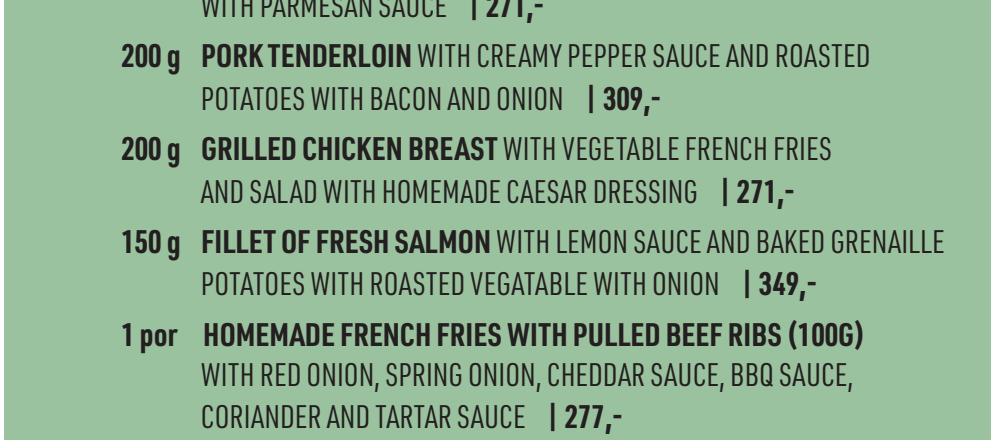 WITH PARMESAN SAUCE | 271,-
200 g PORK TENDERLOIN WITH CREAMY PEPPER SAUCE AND ROASTED
POTATOES WITH BACON AND ONION | 309,-
200 g GRILLED CHICKEN BREAST WITH VEGETABLE FRENCH FRIES
AND SALAD WITH HOMEMADE CAESAR DRESSING | 271,-
150 g FILLET OF FRESH SALMON WITH LEMON SAUCE AND BAKED GRENAILLE
POTATOES WITH ROASTED VEGATABLE WITH ONION | 349,-
1 por HOMEMADE FRENCH FRIES WITH PULLED BEEF RIBS (100G)
WITH RED ONION, SPRING ONION, CHEDDAR SAUCE, BBQ SAUCE,
CORIANDER AND TARTAR SAUCE | 277,-